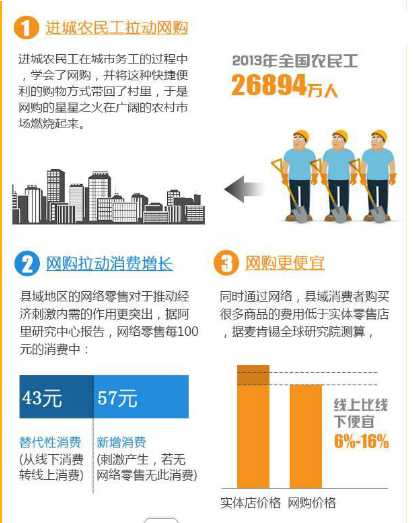 1 进城农民工拉动网购
进城农民工在城市务工的过程中
，学会了网购，并将这种快捷便
利的购物方式带回了村里，于是
网购的星星之火在广阔的农村市
场燃烧起来。
2013年全国农民工
26894万人
2 网购拉动消费增长
县域地区的网络零售对于推动经
济刺激内需的作用更突出，据阿
里研究中心报告，网络零售每100
元的消费中：
43元 57元
替代性消费
(从线下消费
转线上消费)
新增消费
(刺激产生，若无
网络零售无此消费)
3 网购更便宜
同时通过网络，县域消费者购买
很多商品的费用低于实体零售店
，据麦肯锡全球研究院测算，
线上比线
下便宜
6%-16%
实体店价格 网购价格